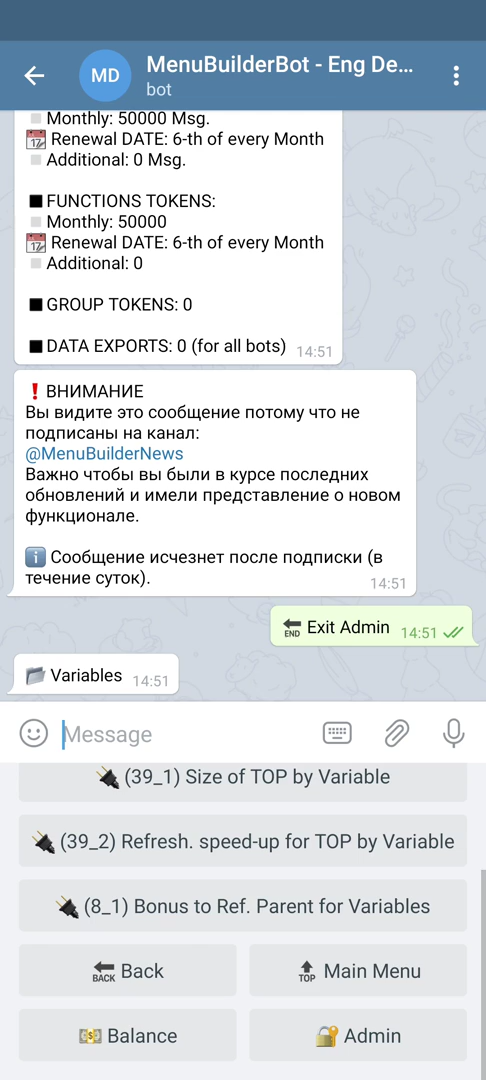 MD
MenuBuilderBot - Eng De...
bot
Monthly: 50000 Msg.
Renewal DATE: 6-th of every Month
Additional: 0 Msg.
FUNCTIONS TOKENS:
Monthly: 50000
Renewal DATE: 6-th of every Month
Additional: 0
GROUP TOKENS: 0
DATA EXPORTS: 0 (for all bots) 14:51
❗ ВНИМАНИЕ
Вы видите это сообщение потому что не
подписаны на канал:
@MenuBuilderNews
Важно чтобы вы были в курсе последних
обновлений и имели представление о новом
функционале.
ℹ️ Сообщение исчезнет после подписки (в
течение суток). 14:51
END Exit Admin 14:51
Variables 14:51
Message
(39_1) Size of TOP by Variable
(39_2) Refresh. speed-up for TOP by Variable
(8_1) Bonus to Ref. Parent for Variables
BACK Back
TOP Main Menu
Balance
Admin